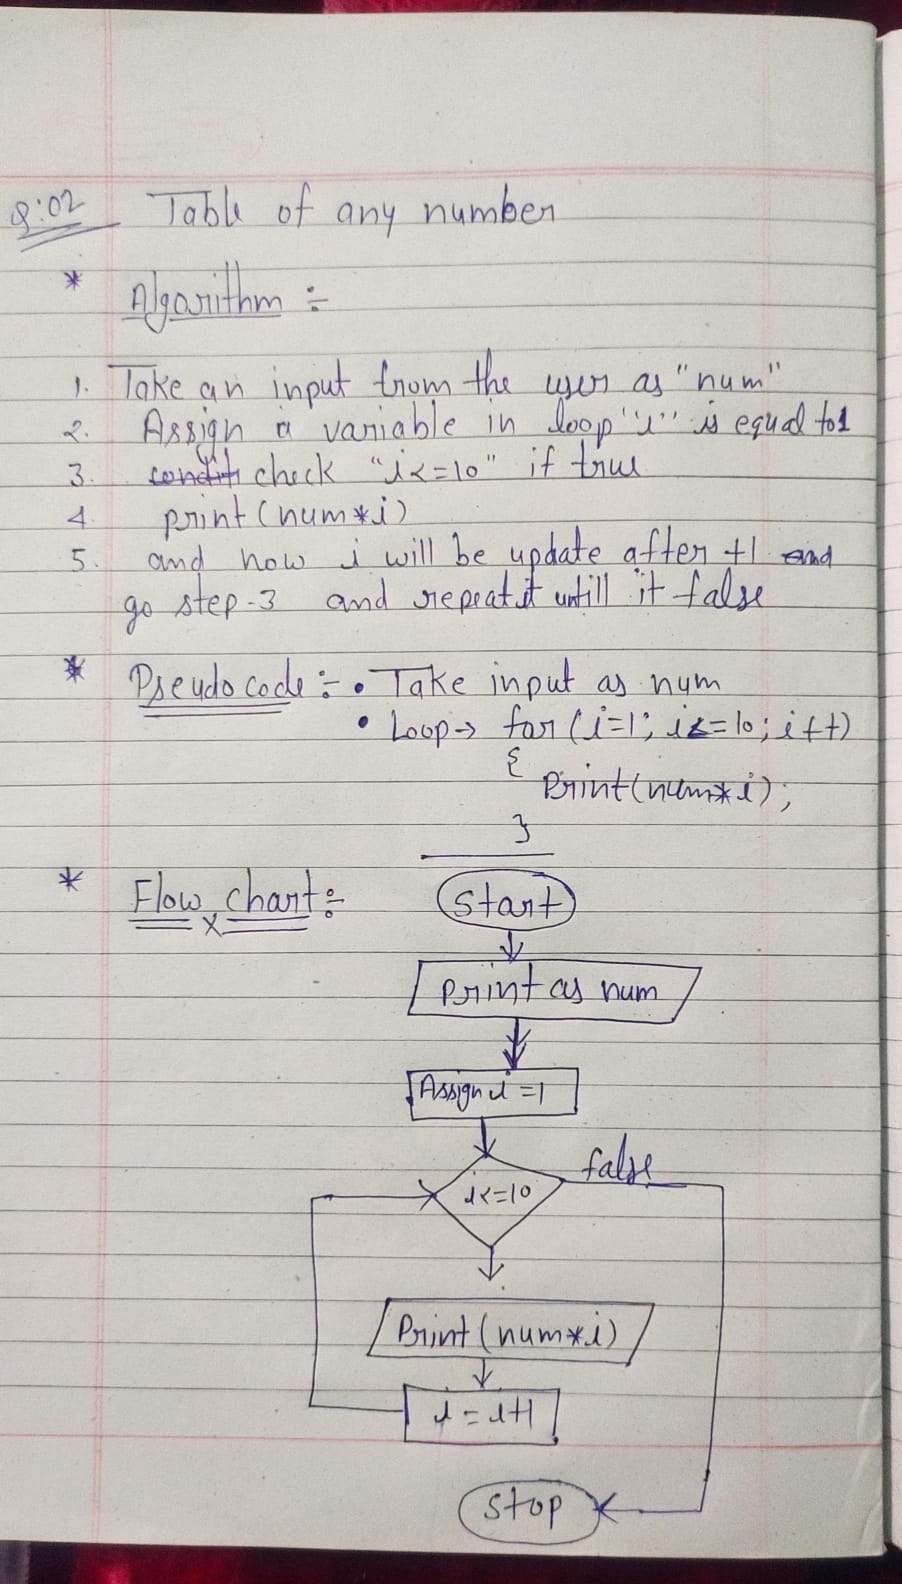 Q:02 Table of any number
* Algorithm :-
1. Take an input from the user as "num"
2. Assign a variable in loop "i" is equal to 1
3. check "i<=10" if true
4. print(num*i)
5. and now i will be update after +1 and
go step-3 and repeat it untill it false
* Pseudo code :- • Take input as num
• Loop → for (i=1; i<=10; i++)
{
Print(num*i);
}
* Flow chart :-
Start
Print as num
Assign i=1
i<=10
false
Print(num*i)
i=i+1
Stop